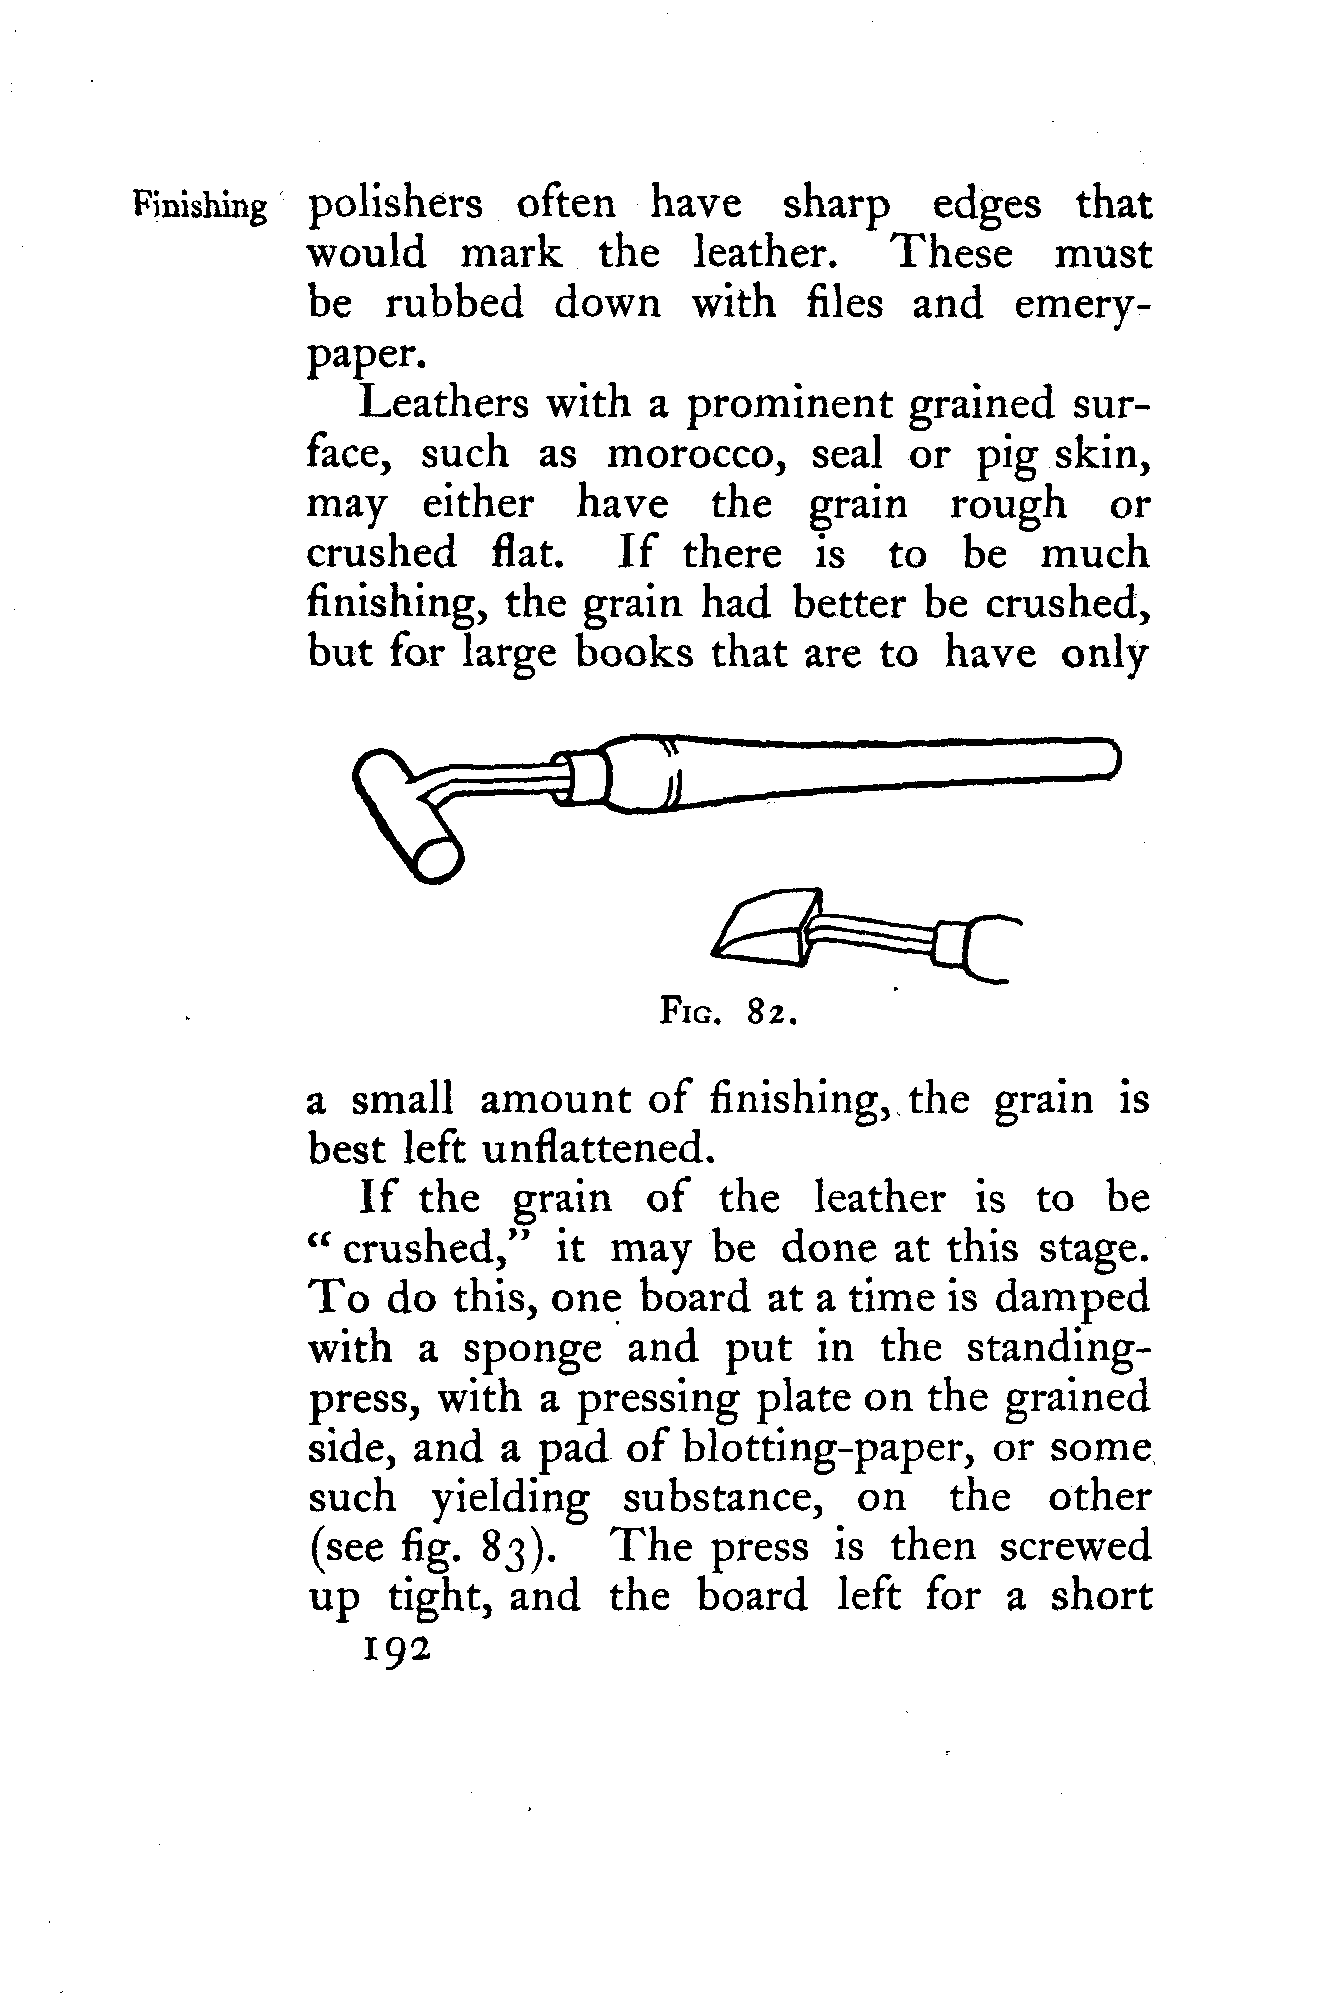 Finishing
polishers often have sharp edges that
would mark the leather. These must
be rubbed down with files and emery-
paper.
Leathers with a prominent grained sur-
face, such as morocco, seal or pig skin,
may either have the grain rough or
crushed flat. If there is to be much
finishing, the grain had better be crushed,
but for large books that are to have only
FIG. 82.
a small amount of finishing, the grain is
best left unflattened.
If the grain of the leather is to be
“crushed,” it may be done at this stage.
To do this, one board at a time is damped
with a sponge and put in the standing-
press, with a pressing plate on the grained
side, and a pad of blotting-paper, or some
such yielding substance, on the other
(see fig. 83). The press is then screwed
up tight, and the board left for a short
192